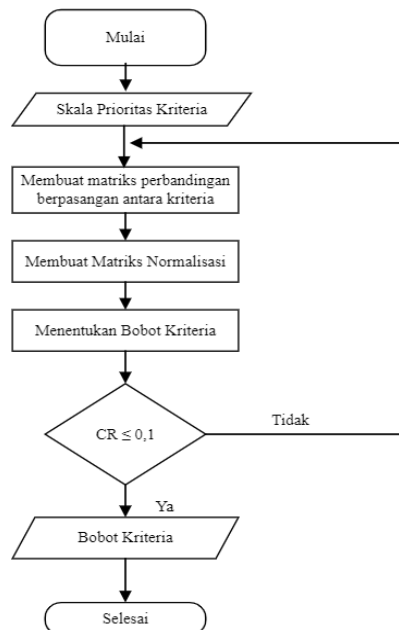 Mulai
Skala Prioritas Kriteria
Membuat matriks perbandingan
berpasangan antara kriteria
Membuat Matriks Normalisasi
Menentukan Bobot Kriteria
CR ≤ 0,1
Tidak
Ya
Bobot Kriteria
Selesai